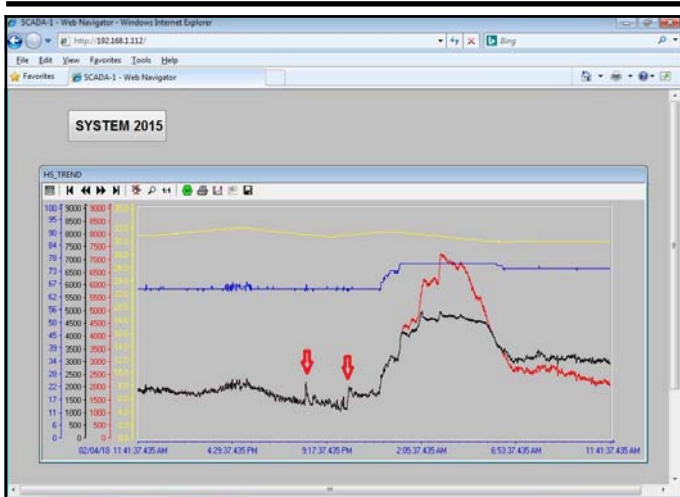 SCADA-1 - Web Navigator - Windows Internet Explorer
http://192.168.1.112/
Bing
File Edit View Favorites Tools Help
Favorites SCADA-1 - Web Navigator
SYSTEM 2015
HS_TREND
1:1
100 9000 9000
95 8500 8500
90 8000 8000
84 7500 7500
78 7000 7000
73 6500 6500
67 6000 6000
62 5500 5500
56 5000 5000
50 4500 4500
45 4000 4000
39 3500 3500
34 3000 3000
28 2500 2500
22 2000 2000
17 1500 1500
11 1000 1000
6 500 500
0 0 0
02/04/18 11:41:37.435 AM 4:29:37.435 PM 9:17:37.435 PM 2:05:37.435 AM 6:53:37.435 AM 11:41:37.435 AM